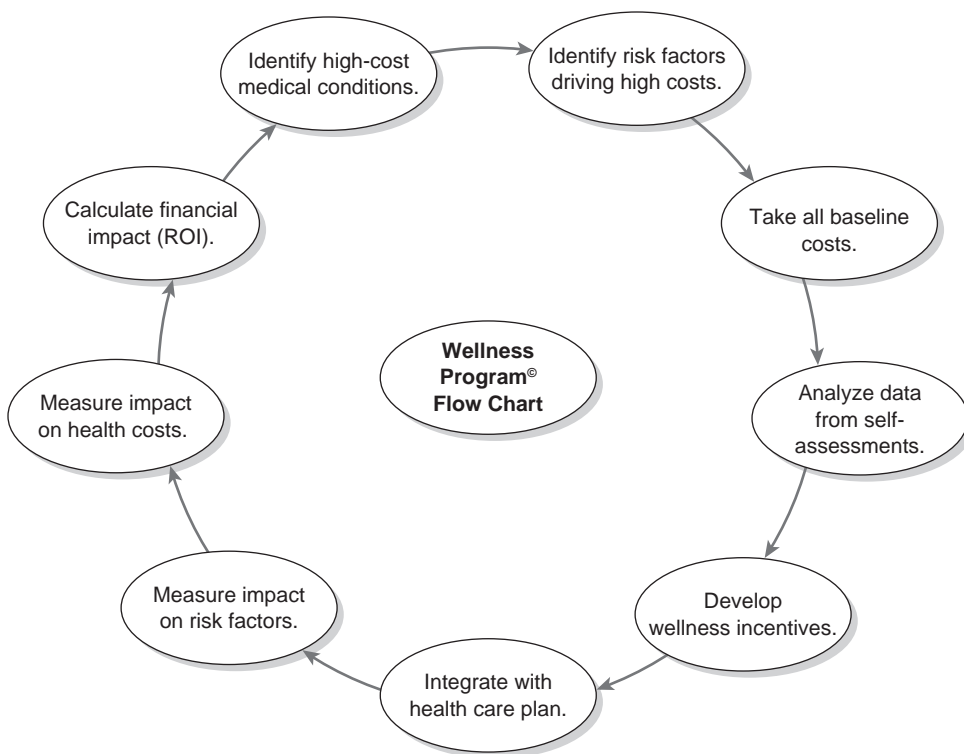 Identify high-cost
medical conditions.
Identify risk factors
driving high costs.
Take all baseline
costs.
Analyze data
from self-
assessments.
Develop
wellness incentives.
Integrate with
health care plan.
Measure impact
on risk factors.
Measure impact
on health costs.
Calculate financial
impact (ROI).
Wellness
Program©
Flow Chart